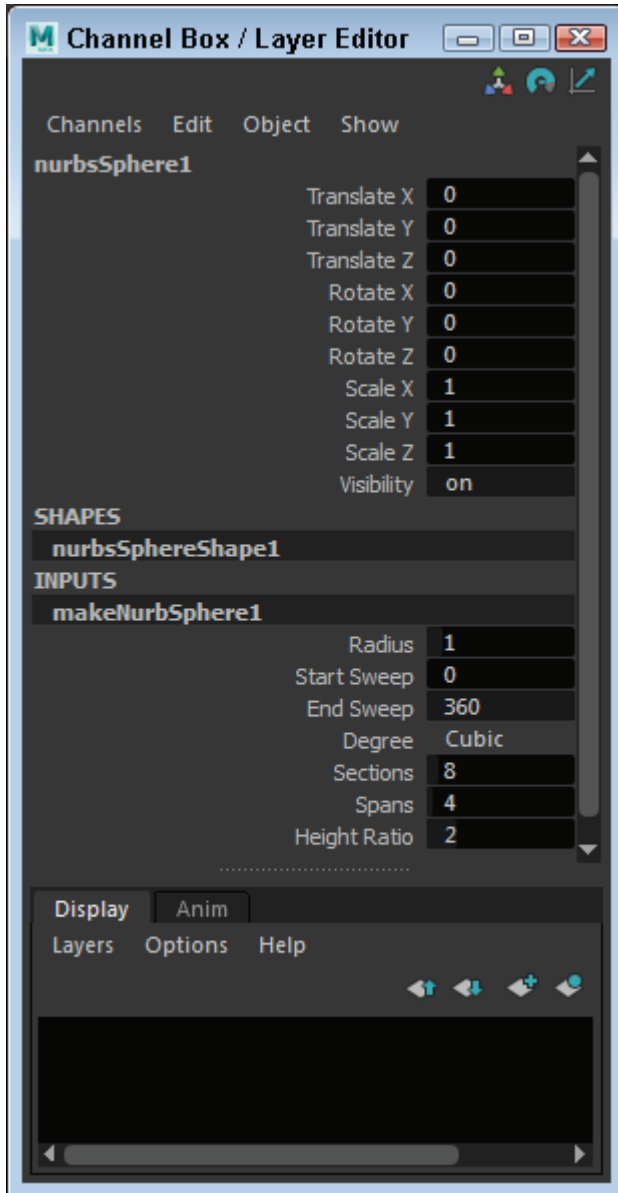 Channel Box / Layer Editor
Channels Edit Object Show
nurbsSphere1
Translate X 0
Translate Y 0
Translate Z 0
Rotate X 0
Rotate Y 0
Rotate Z 0
Scale X 1
Scale Y 1
Scale Z 1
Visibility on
SHAPES
nurbsSphereShape1
INPUTS
makeNurbSphere1
Radius 1
Start Sweep 0
End Sweep 360
Degree Cubic
Sections 8
Spans 4
Height Ratio 2
Display Anim
Layers Options Help